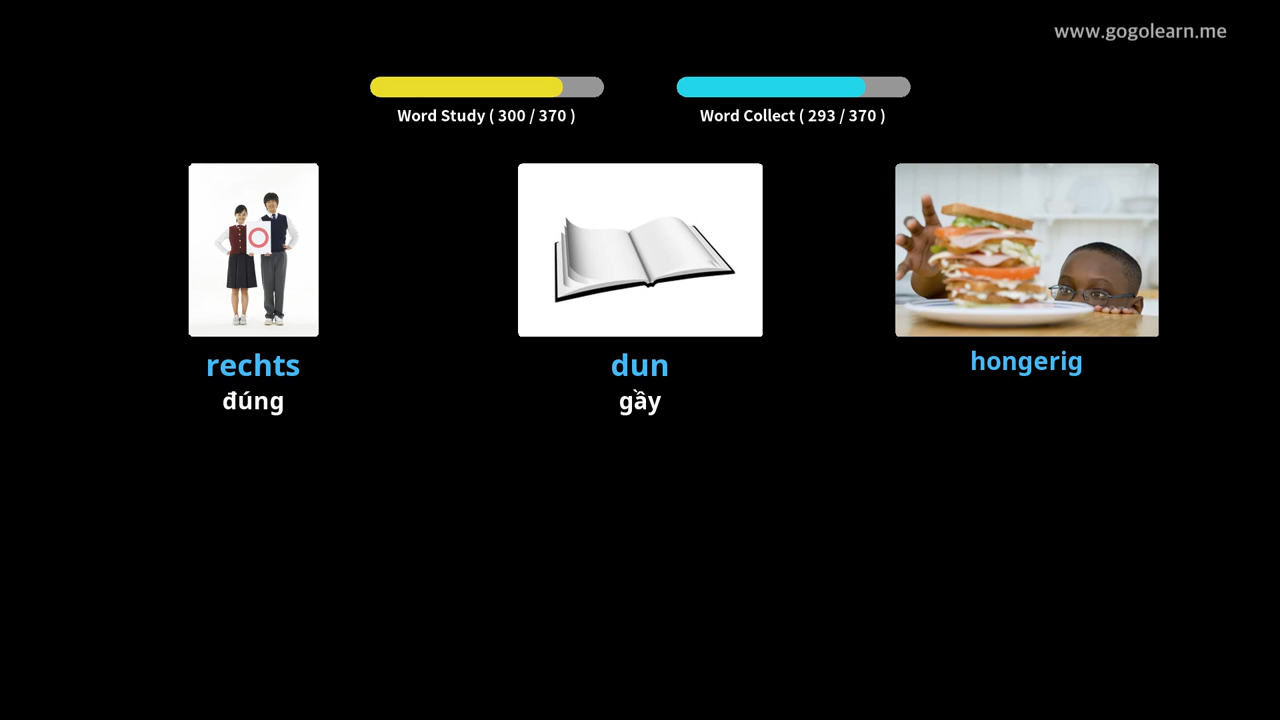 www.gogolearn.me
Word Study ( 300 / 370 )
Word Collect ( 293 / 370 )
rechts
đúng
dun
gầy
hongerig